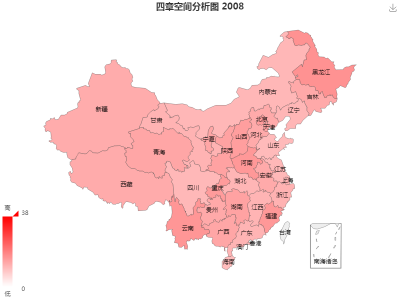 四章空间分析图 2008
黑龙江
内蒙古
吉林
新疆
辽宁
甘肃
北京
天津
宁夏
山西
河北
山东
青海
陕西
河南
江苏
西藏
安徽
上海
四川
湖北
重庆
浙江
湖南
江西
贵州
福建
云南
广西
广东
台湾
香港
澳门
海南
南海诸岛
高
38
0
低